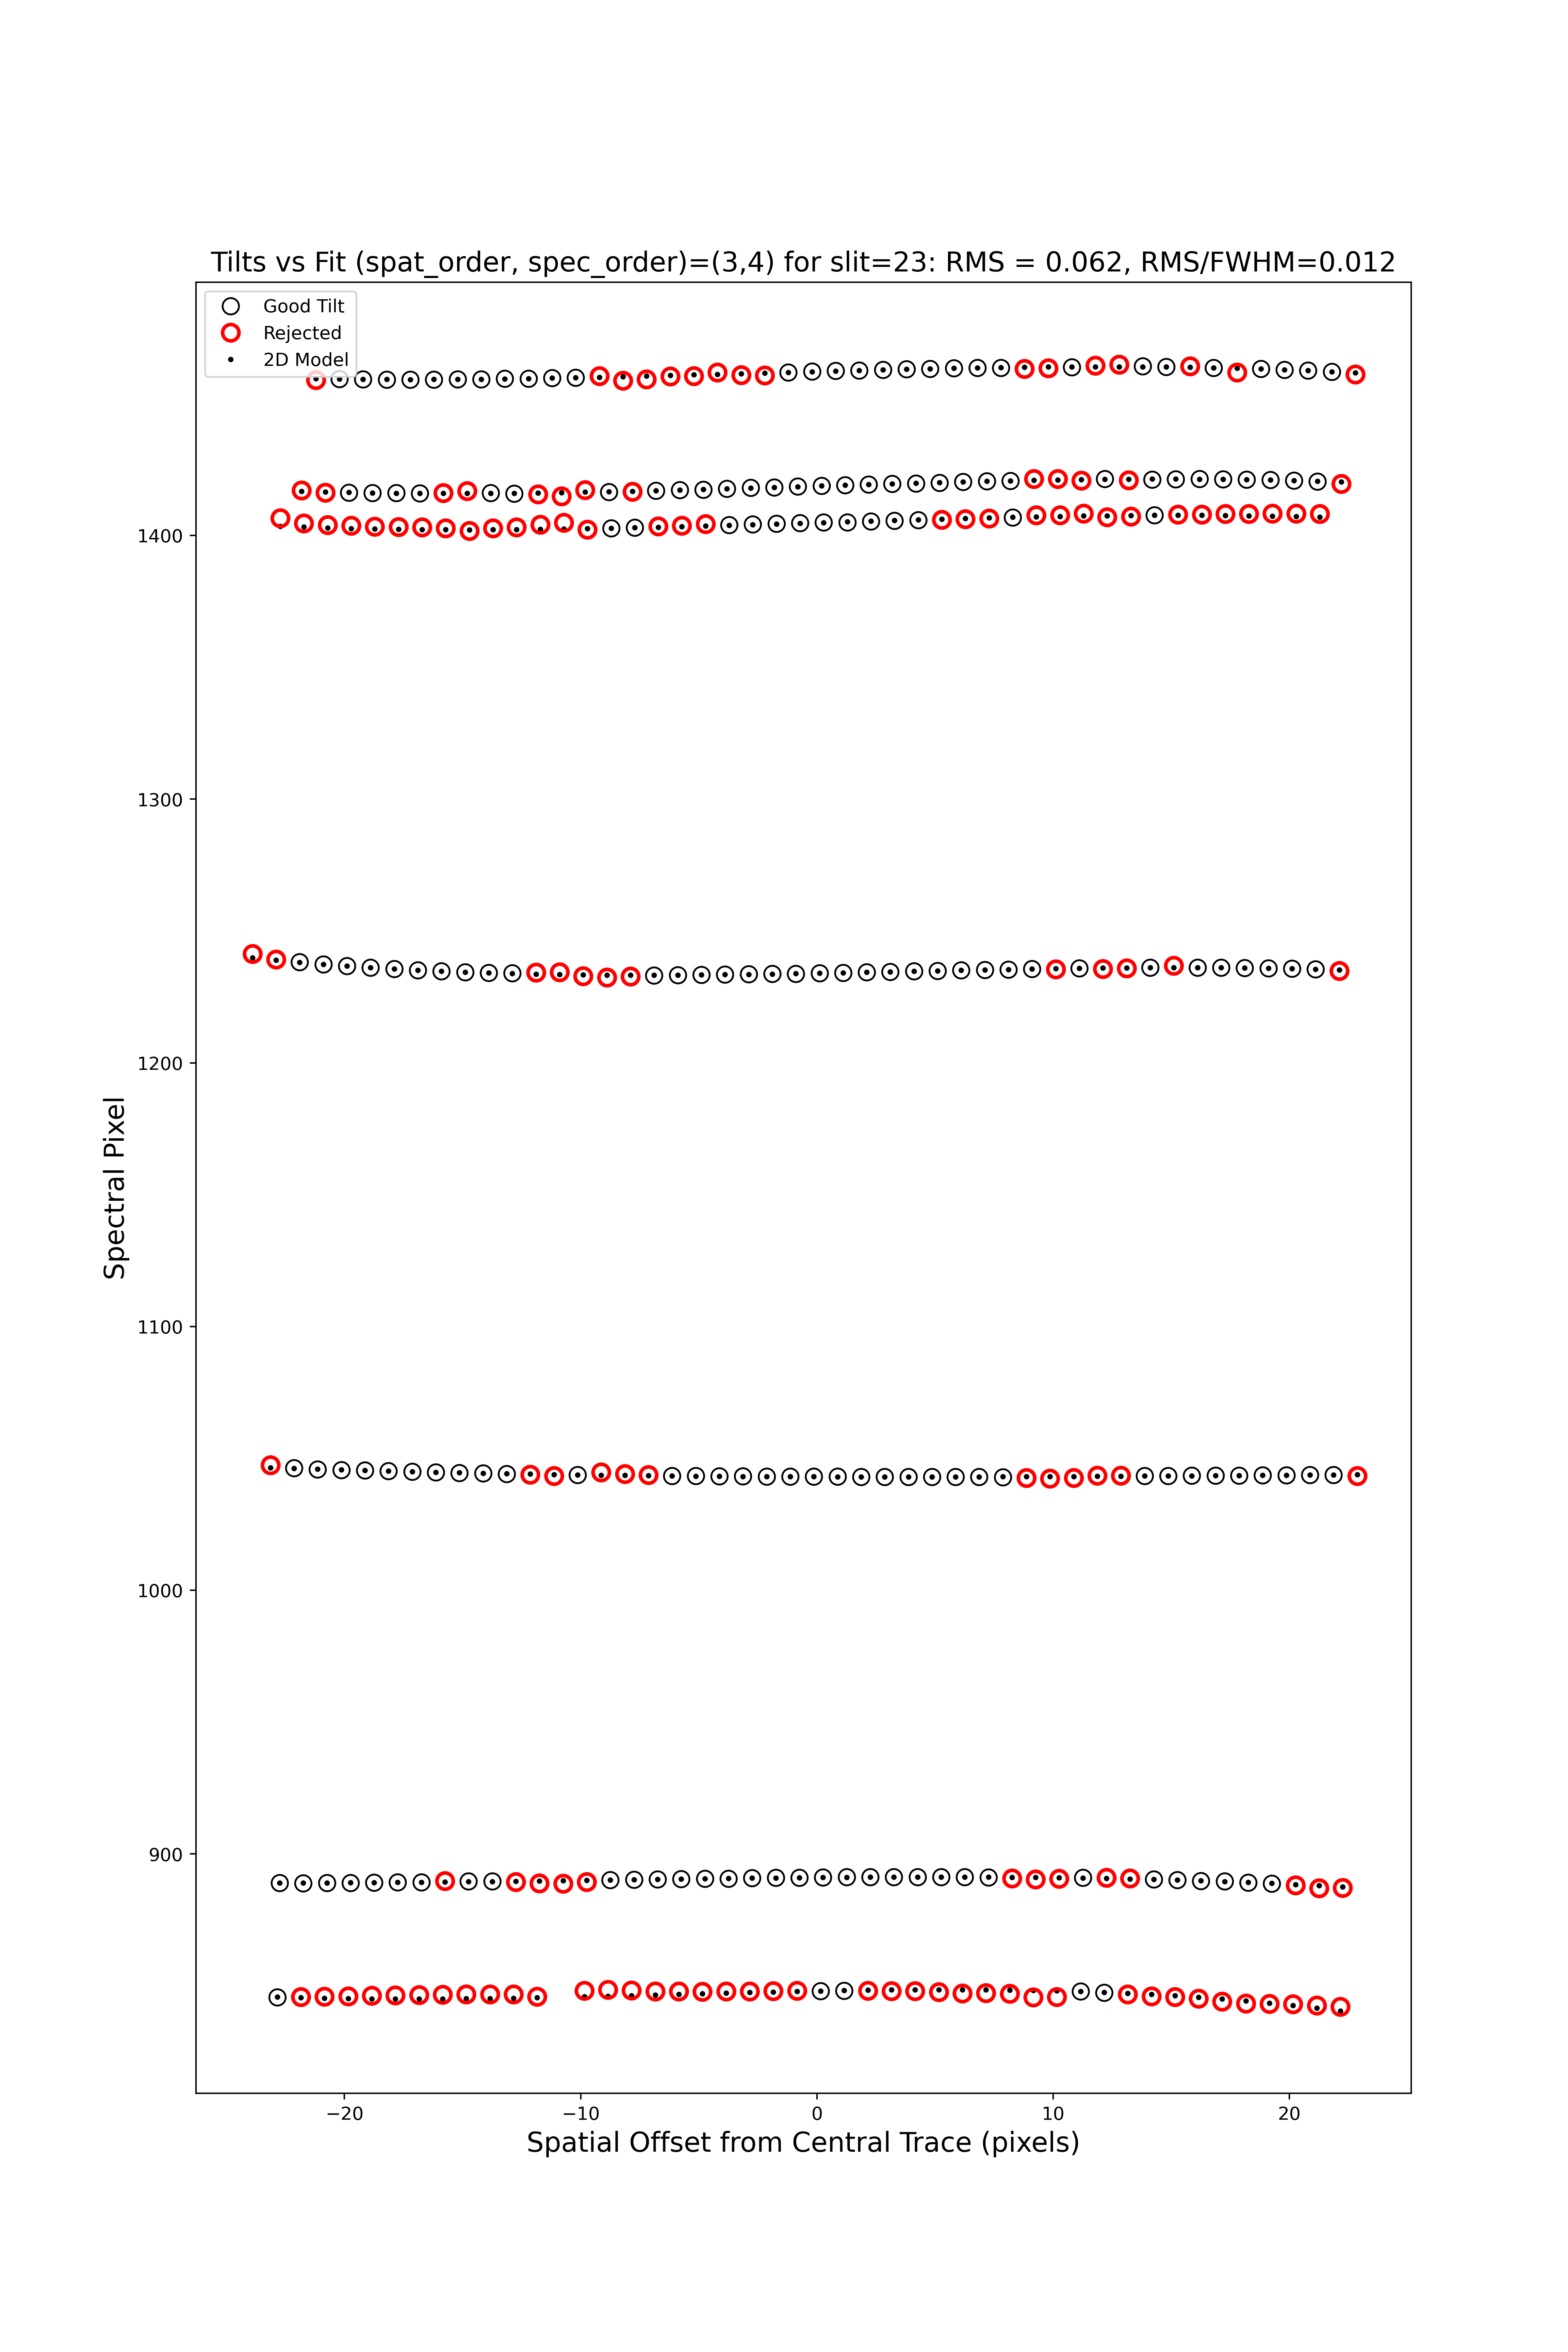 Tilts vs Fit (spat_order, spec_order)=(3,4) for slit=23: RMS = 0.062, RMS/FWHM=0.012
Good Tilt
Rejected
2D Model
1400
1300
1200
1100
1000
900
Spectral Pixel
−20 −10 0 10 20
Spatial Offset from Central Trace (pixels)